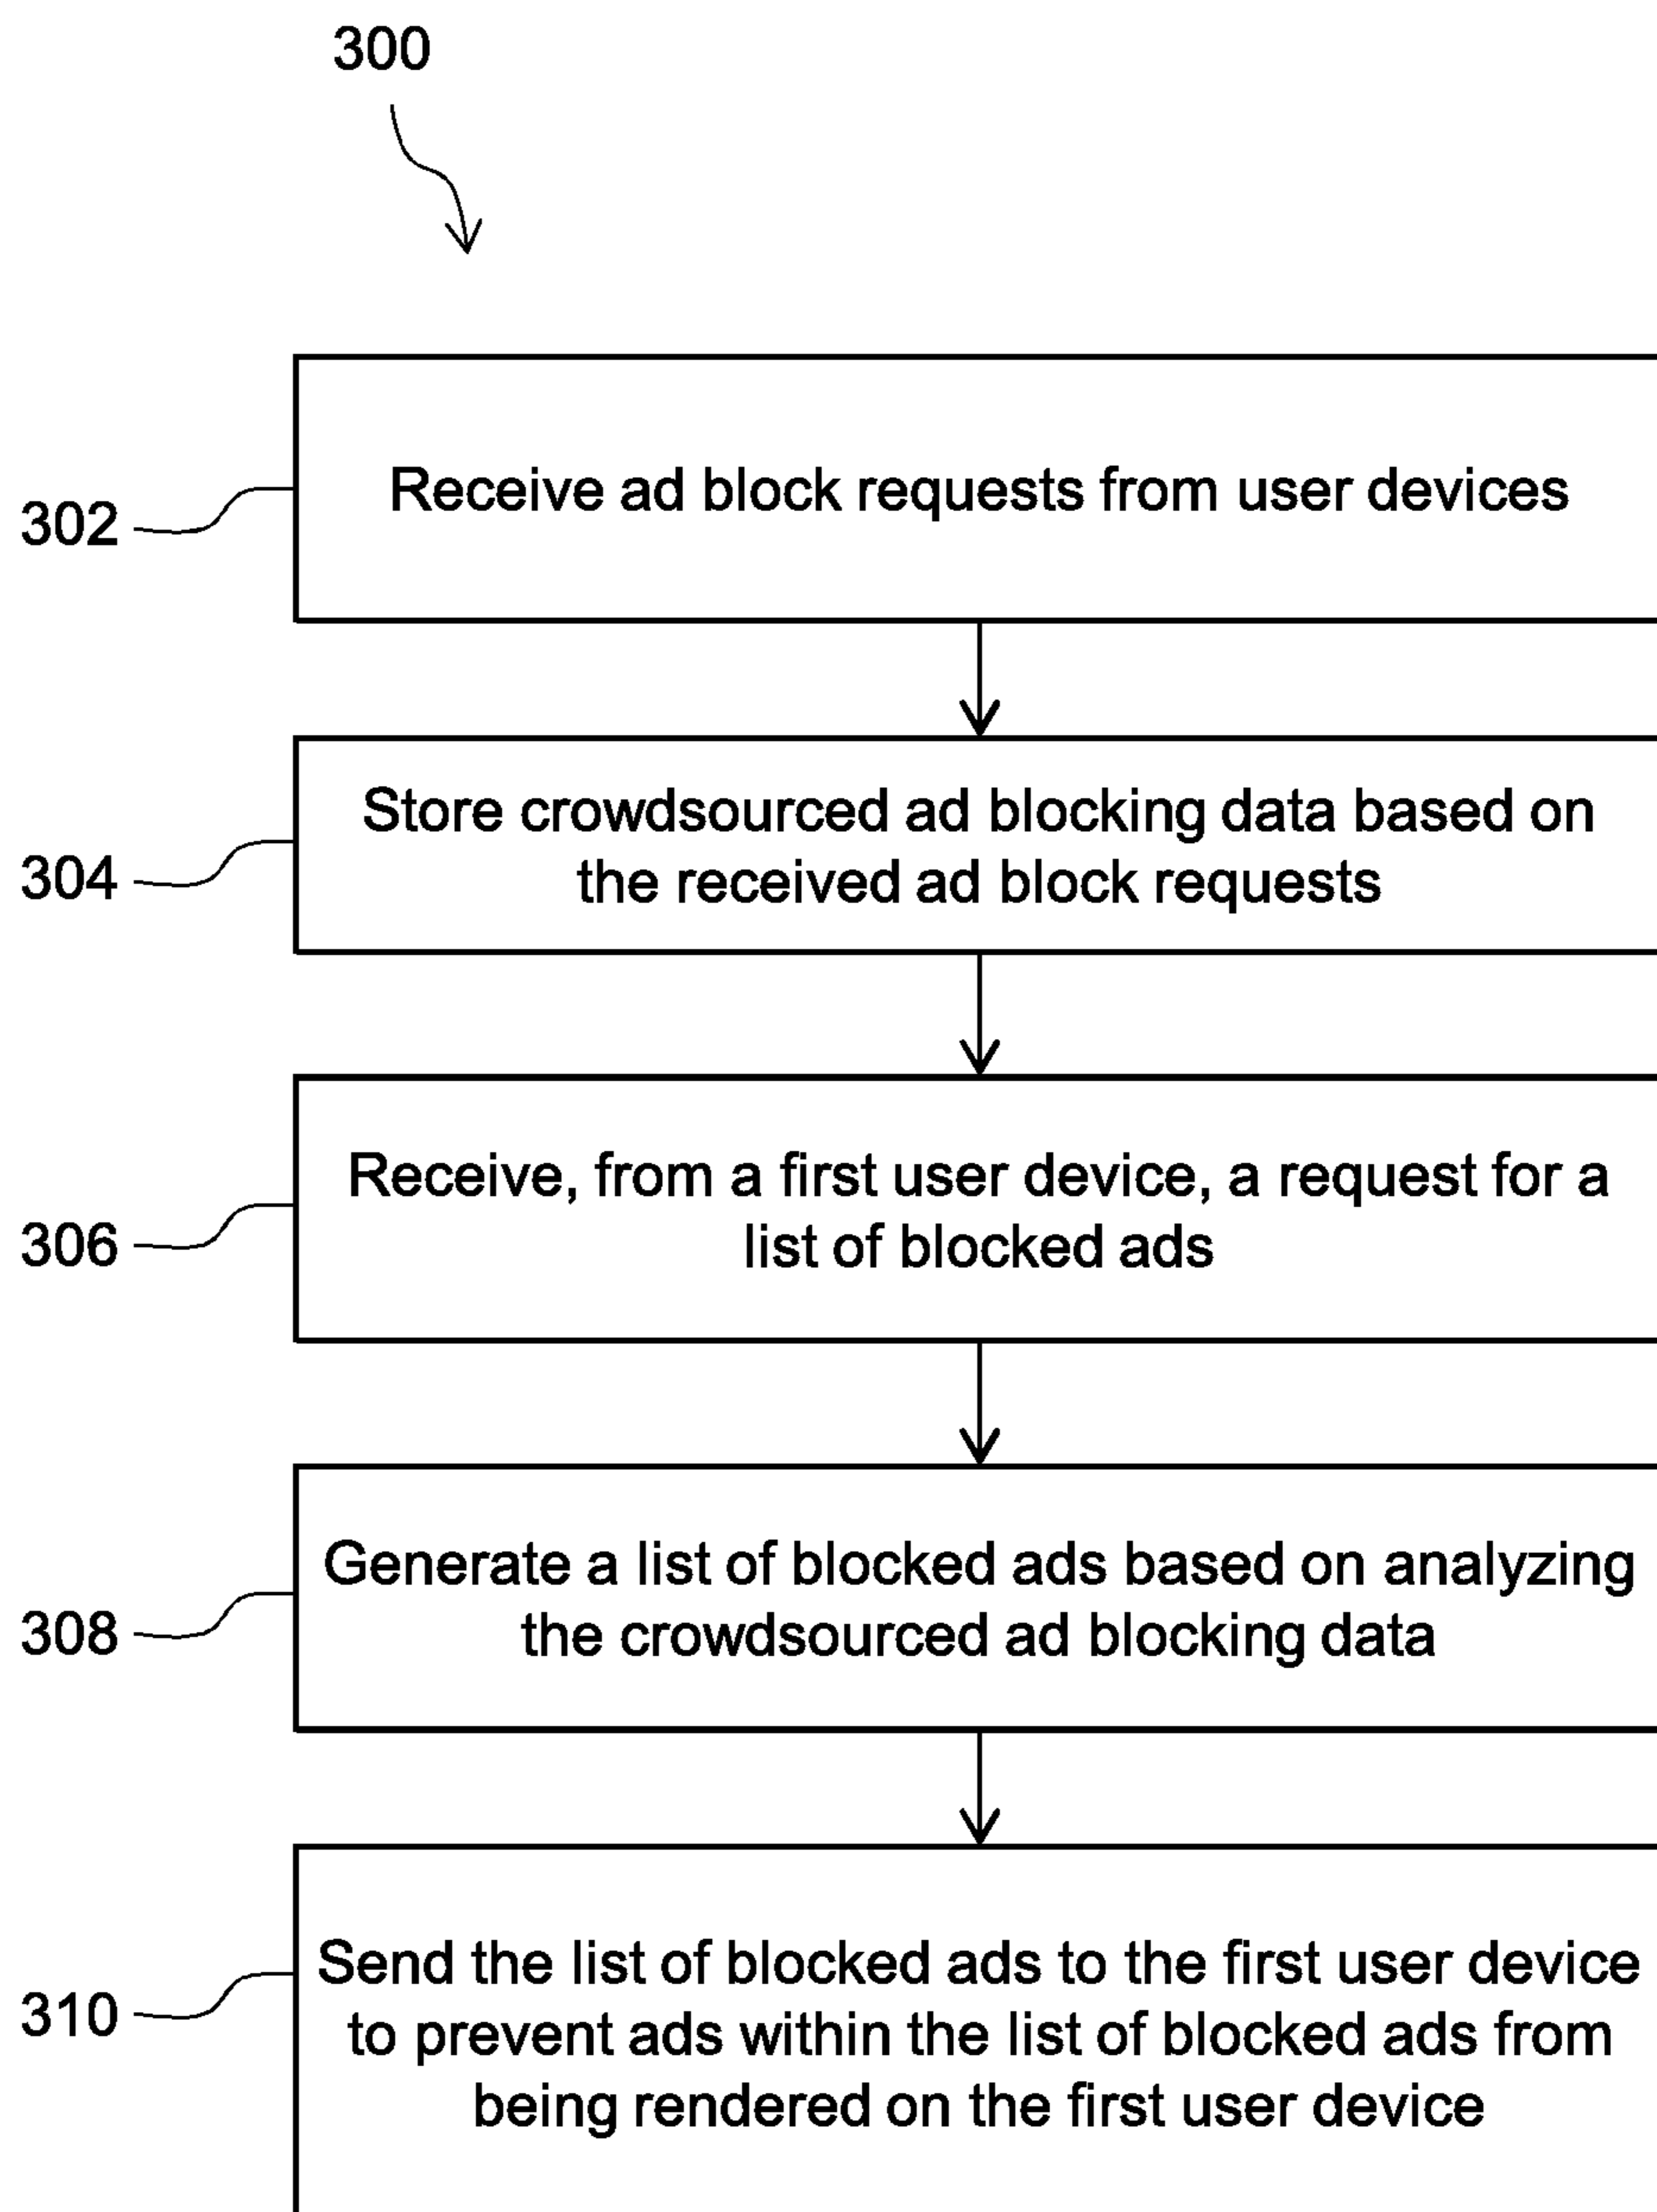 300
302
Receive ad block requests from user devices
304
Store crowdsourced ad blocking data based on
the received ad block requests
306
Receive, from a first user device, a request for a
list of blocked ads
308
Generate a list of blocked ads based on analyzing
the crowdsourced ad blocking data
310
Send the list of blocked ads to the first user device
to prevent ads within the list of blocked ads from
being rendered on the first user device